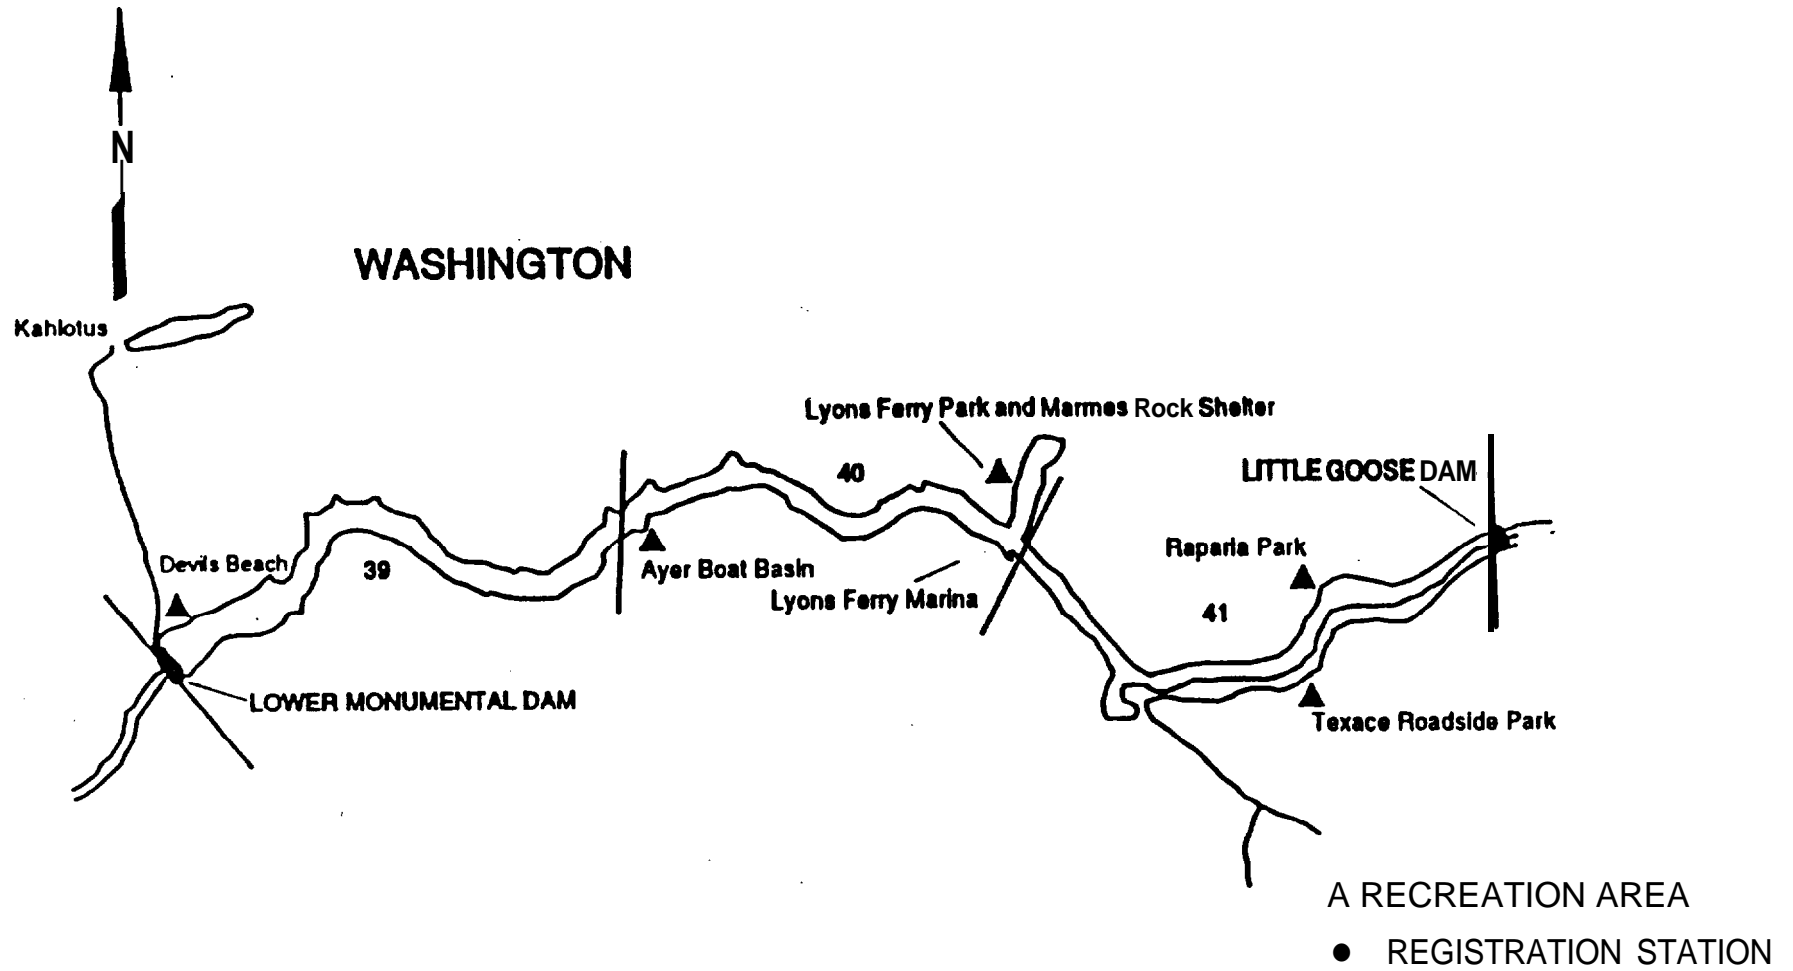 N
WASHINGTON
Kahlotus
Lyons Ferry Park and Marmes Rock Shelter
40
LITTLE GOOSE DAM
Devils Beach
39
Ayer Boat Basin
Raparia Park
Lyons Ferry Marina
41
LOWER MONUMENTAL DAM
Texace Roadside Park
A RECREATION AREA
● REGISTRATION STATION